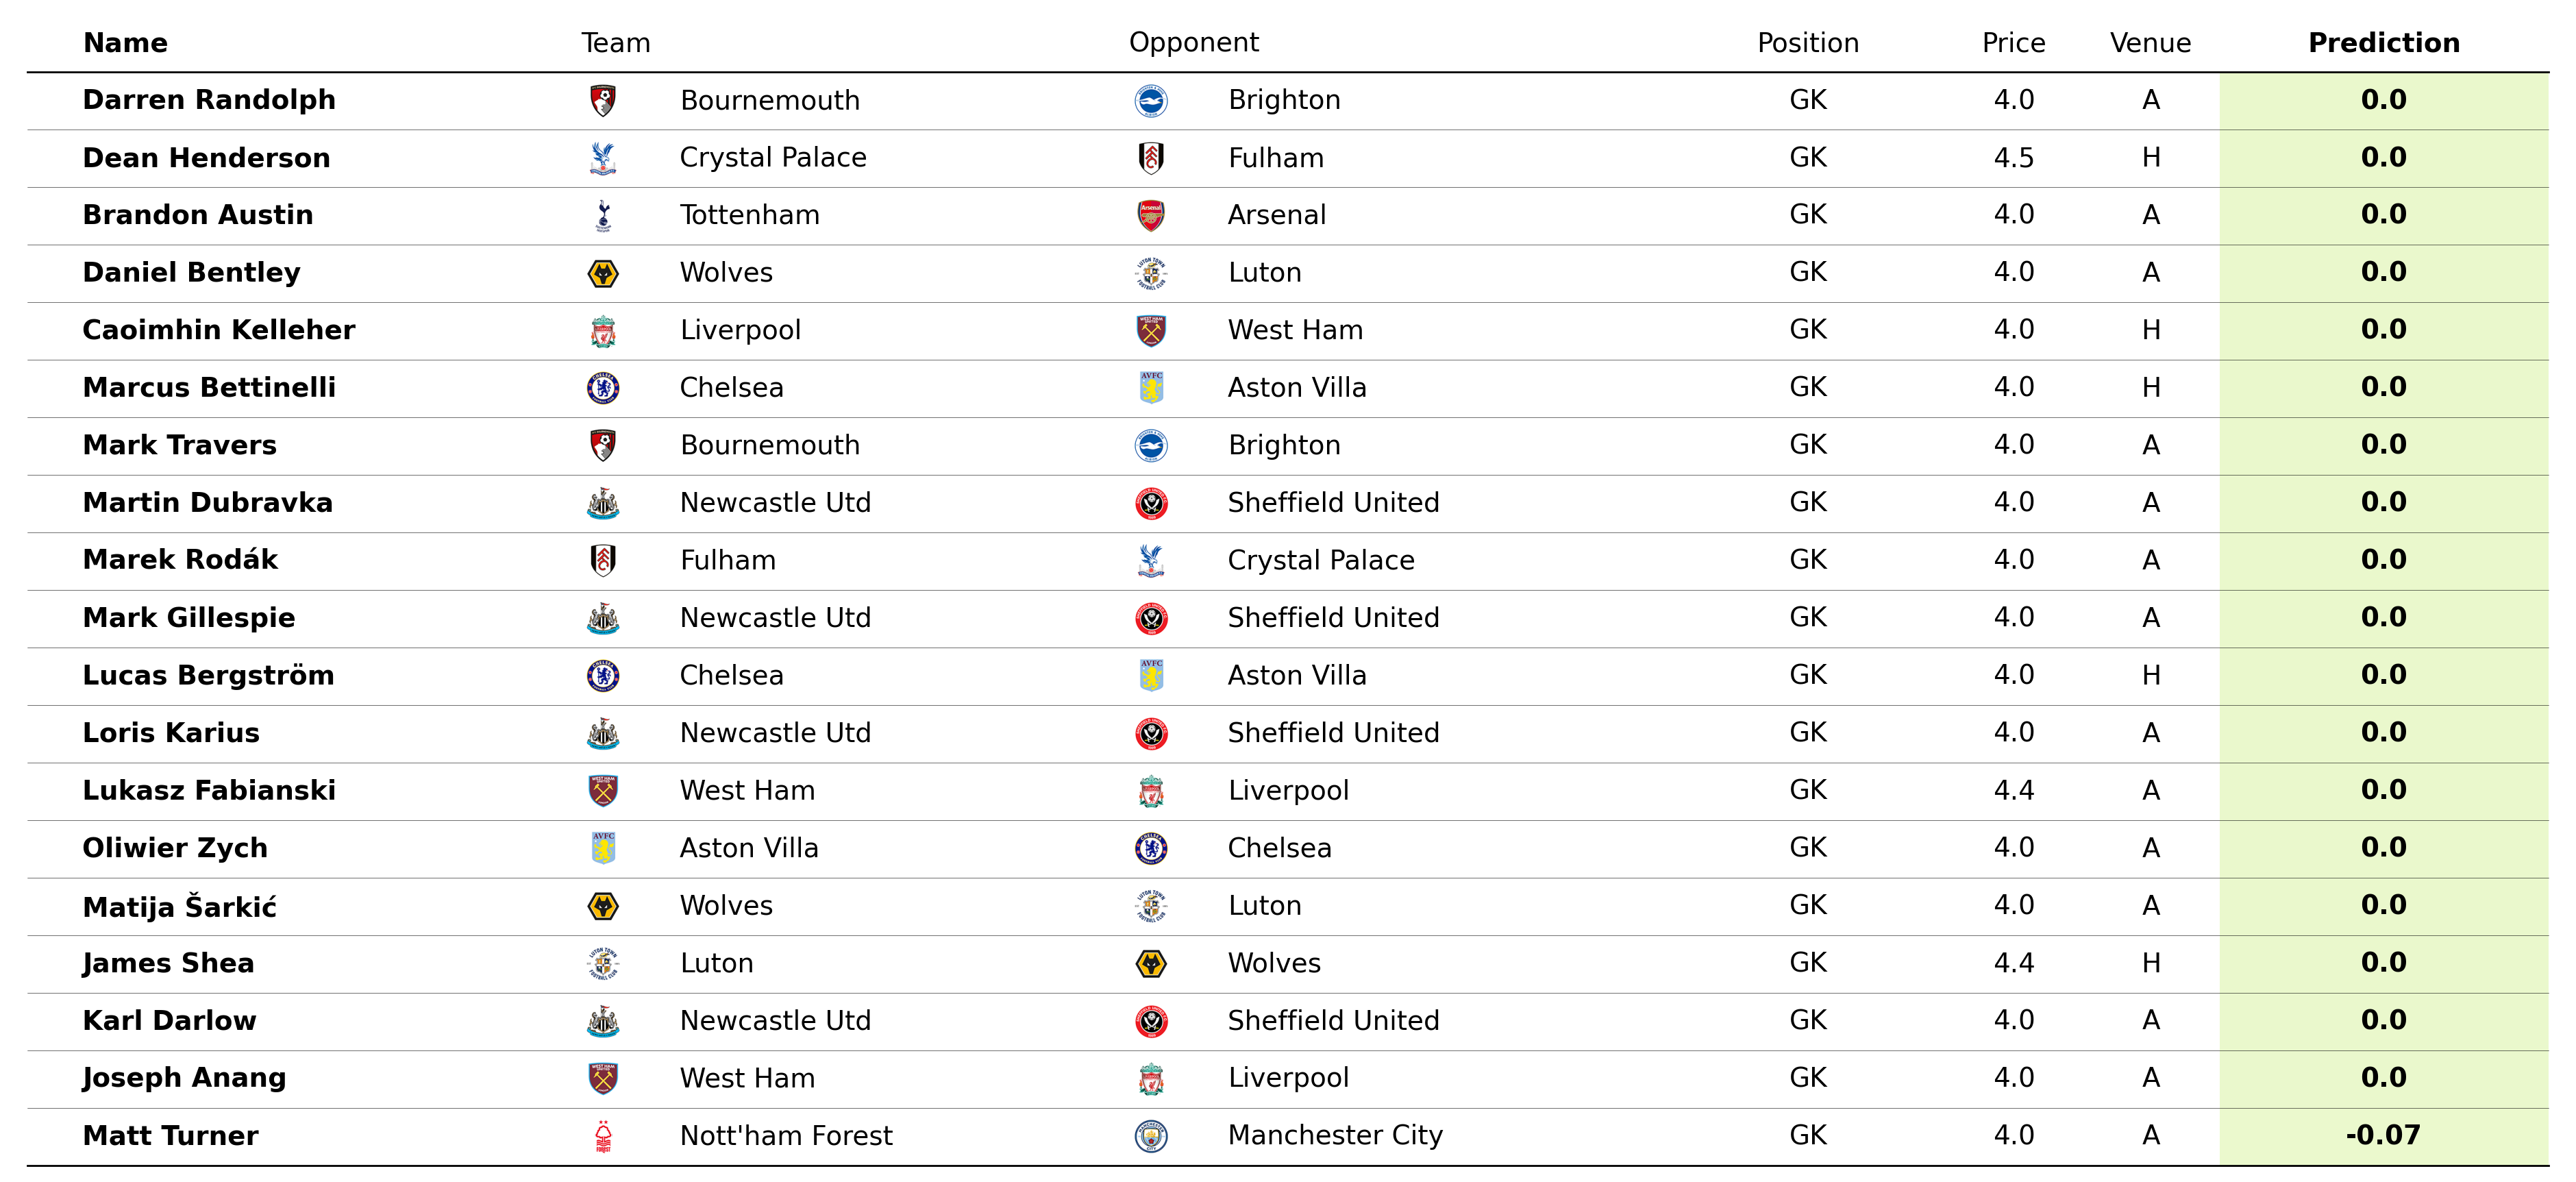 Name Team Opponent Position Price Venue Prediction
Darren Randolph Bournemouth Brighton GK 4.0 A 0.0
Dean Henderson Crystal Palace Fulham GK 4.5 H 0.0
Brandon Austin Tottenham Arsenal GK 4.0 A 0.0
Daniel Bentley Wolves Luton GK 4.0 A 0.0
Caoimhin Kelleher Liverpool West Ham GK 4.0 H 0.0
Marcus Bettinelli Chelsea Aston Villa GK 4.0 H 0.0
Mark Travers Bournemouth Brighton GK 4.0 A 0.0
Martin Dubravka Newcastle Utd Sheffield United GK 4.0 A 0.0
Marek Rodák Fulham Crystal Palace GK 4.0 A 0.0
Mark Gillespie Newcastle Utd Sheffield United GK 4.0 A 0.0
Lucas Bergström Chelsea Aston Villa GK 4.0 H 0.0
Loris Karius Newcastle Utd Sheffield United GK 4.0 A 0.0
Lukasz Fabianski West Ham Liverpool GK 4.4 A 0.0
Oliwier Zych Aston Villa Chelsea GK 4.0 A 0.0
Matija Šarkić Wolves Luton GK 4.0 A 0.0
James Shea Luton Wolves GK 4.4 H 0.0
Karl Darlow Newcastle Utd Sheffield United GK 4.0 A 0.0
Joseph Anang West Ham Liverpool GK 4.0 A 0.0
Matt Turner Nott'ham Forest Manchester City GK 4.0 A -0.07